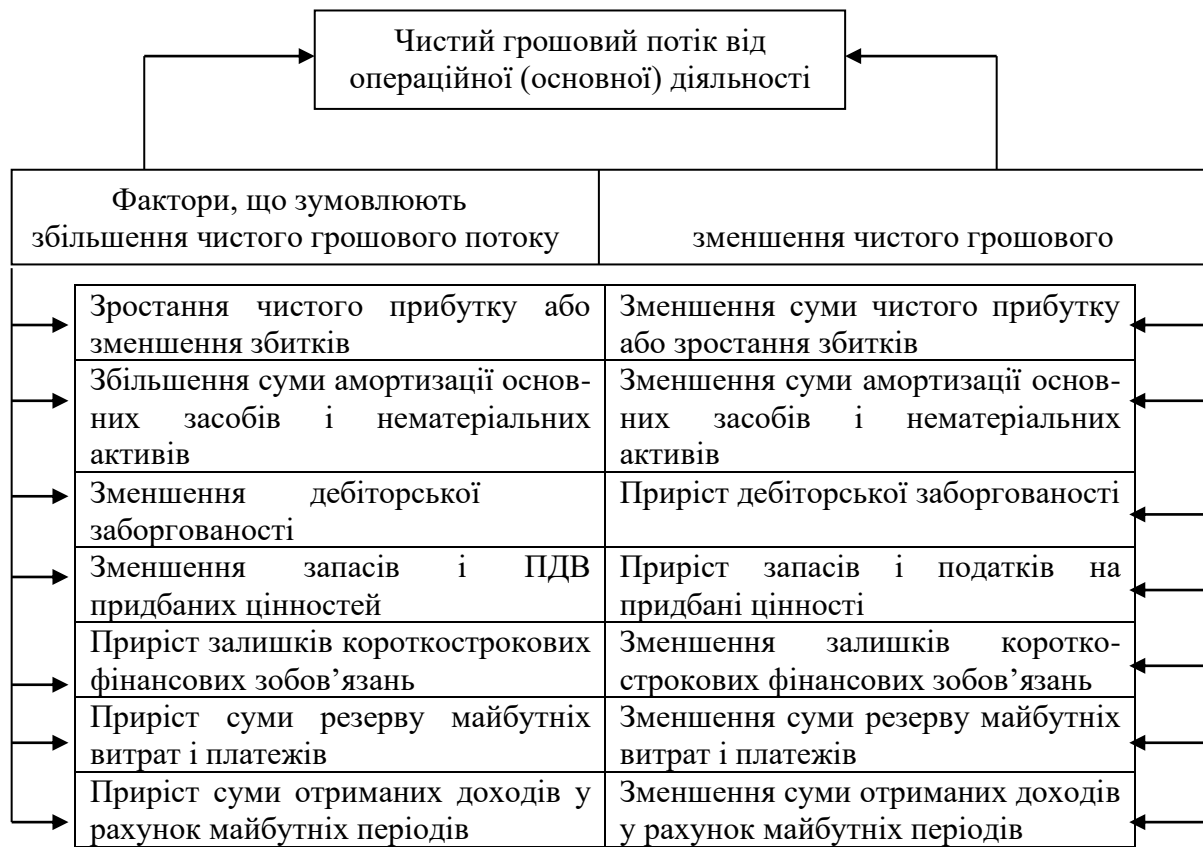 Чистий грошовий потік від
операційної (основної) діяльності
Фактори, що зумовлюють
збільшення чистого грошового потоку
зменшення чистого грошового
Зростання чистого прибутку або
зменшення збитків
Зменшення суми чистого прибутку
або зростання збитків
Збільшення суми амортизації основ-
них засобів і нематеріальних
активів
Зменшення суми амортизації основ-
них засобів і нематеріальних
активів
Зменшення дебіторської
заборгованості
Приріст дебіторської заборгованості
Зменшення запасів і ПДВ
придбаних цінностей
Приріст запасів і податків на
придбані цінності
Приріст залишків короткострокових
фінансових зобов’язань
Зменшення залишків коротко-
строкових фінансових зобов’язань
Приріст суми резерву майбутніх
витрат і платежів
Зменшення суми резерву майбутніх
витрат і платежів
Приріст суми отриманих доходів у
рахунок майбутніх періодів
Зменшення суми отриманих доходів
у рахунок майбутніх періодів